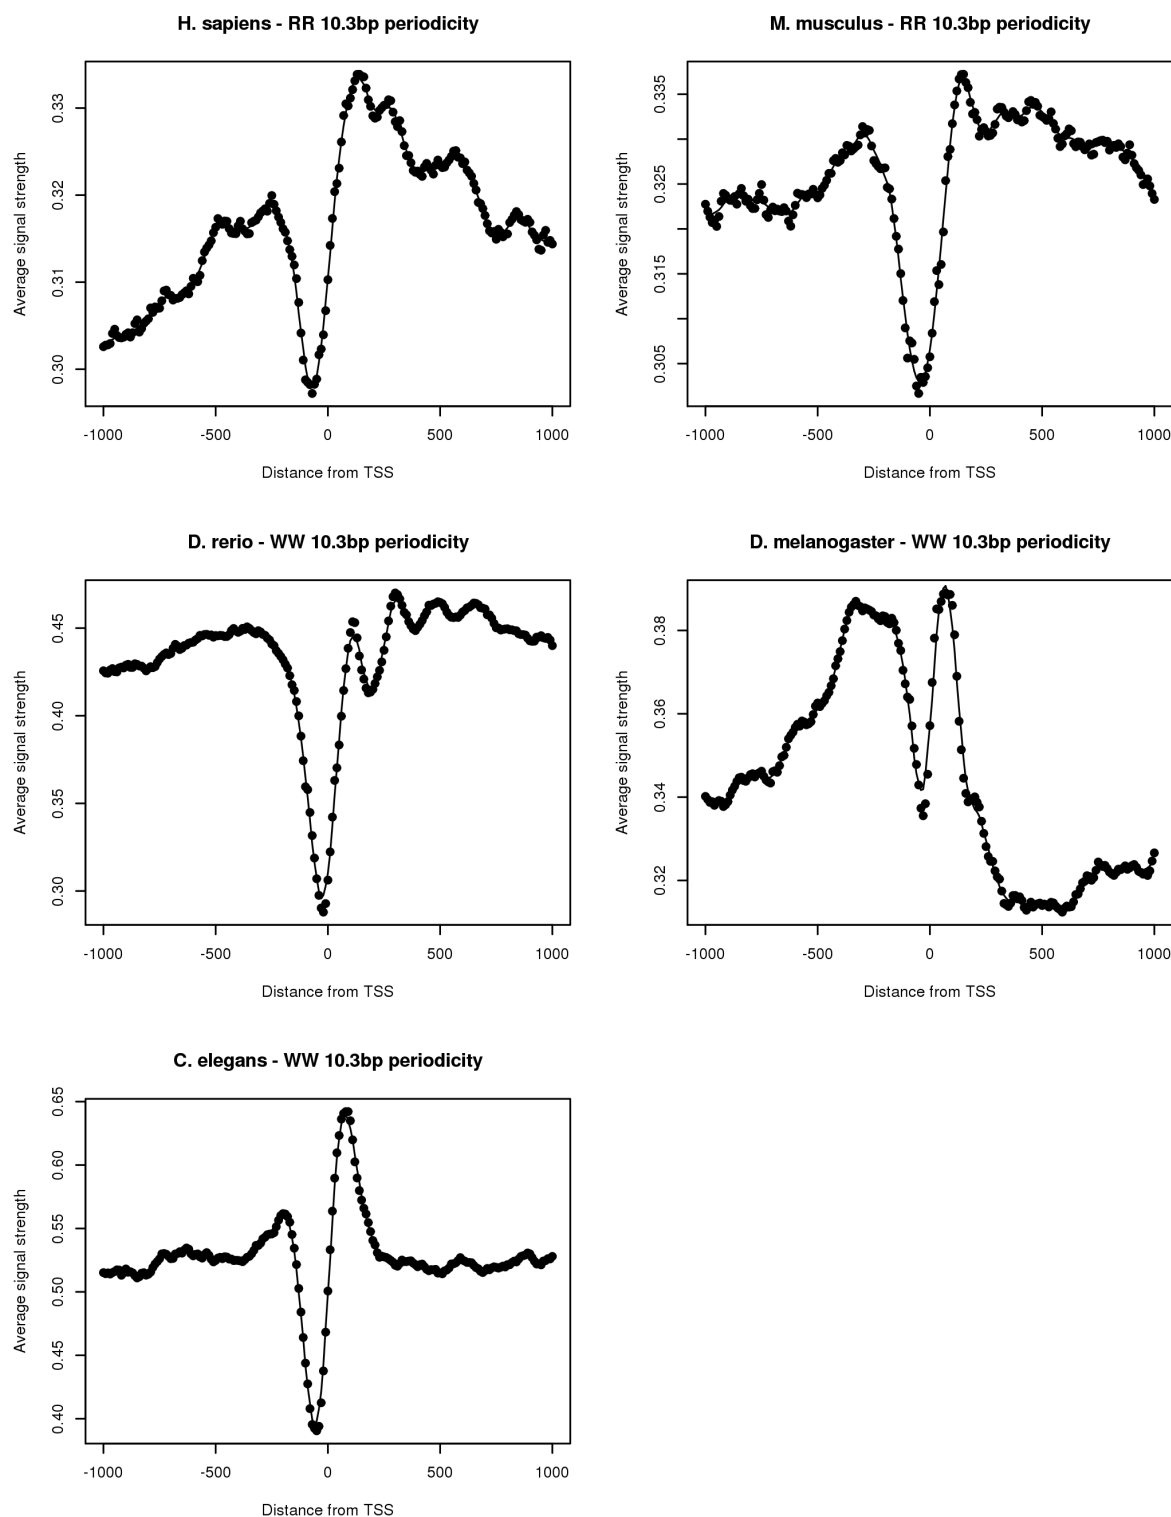 H. sapiens - RR 10.3bp periodicity
Average signal strength
0.33
0.32
0.31
0.30
-1000 -500 0 500 1000
Distance from TSS
M. musculus - RR 10.3bp periodicity
Average signal strength
0.335
0.325
0.315
0.305
-1000 -500 0 500 1000
Distance from TSS
D. rerio - WW 10.3bp periodicity
Average signal strength
0.45
0.40
0.35
0.30
-1000 -500 0 500 1000
Distance from TSS
D. melanogaster - WW 10.3bp periodicity
Average signal strength
0.38
0.36
0.34
0.32
-1000 -500 0 500 1000
Distance from TSS
C. elegans - WW 10.3bp periodicity
Average signal strength
0.65
0.60
0.55
0.50
0.45
0.40
-1000 -500 0 500 1000
Distance from TSS